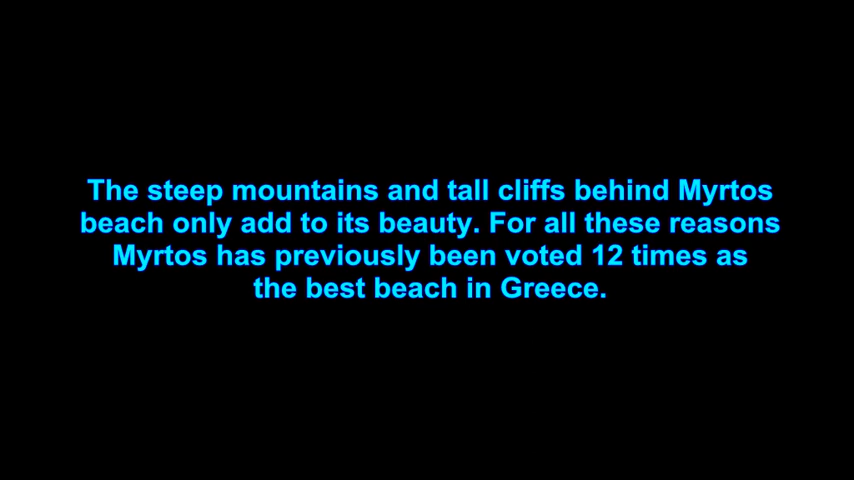 The steep mountains and tall cliffs behind Myrtos
beach only add to its beauty. For all these reasons
Myrtos has previously been voted 12 times as
the best beach in Greece.